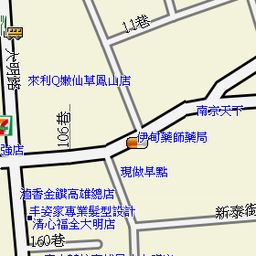 11巷
大明路
來利Q嫩仙草鳳山店
南京天下
106巷
伊甸藥師藥局
強店
現做早點
滷香金饌高雄總店
丰姿家專業髮型設計
新泰街
清心福全大明店
160巷